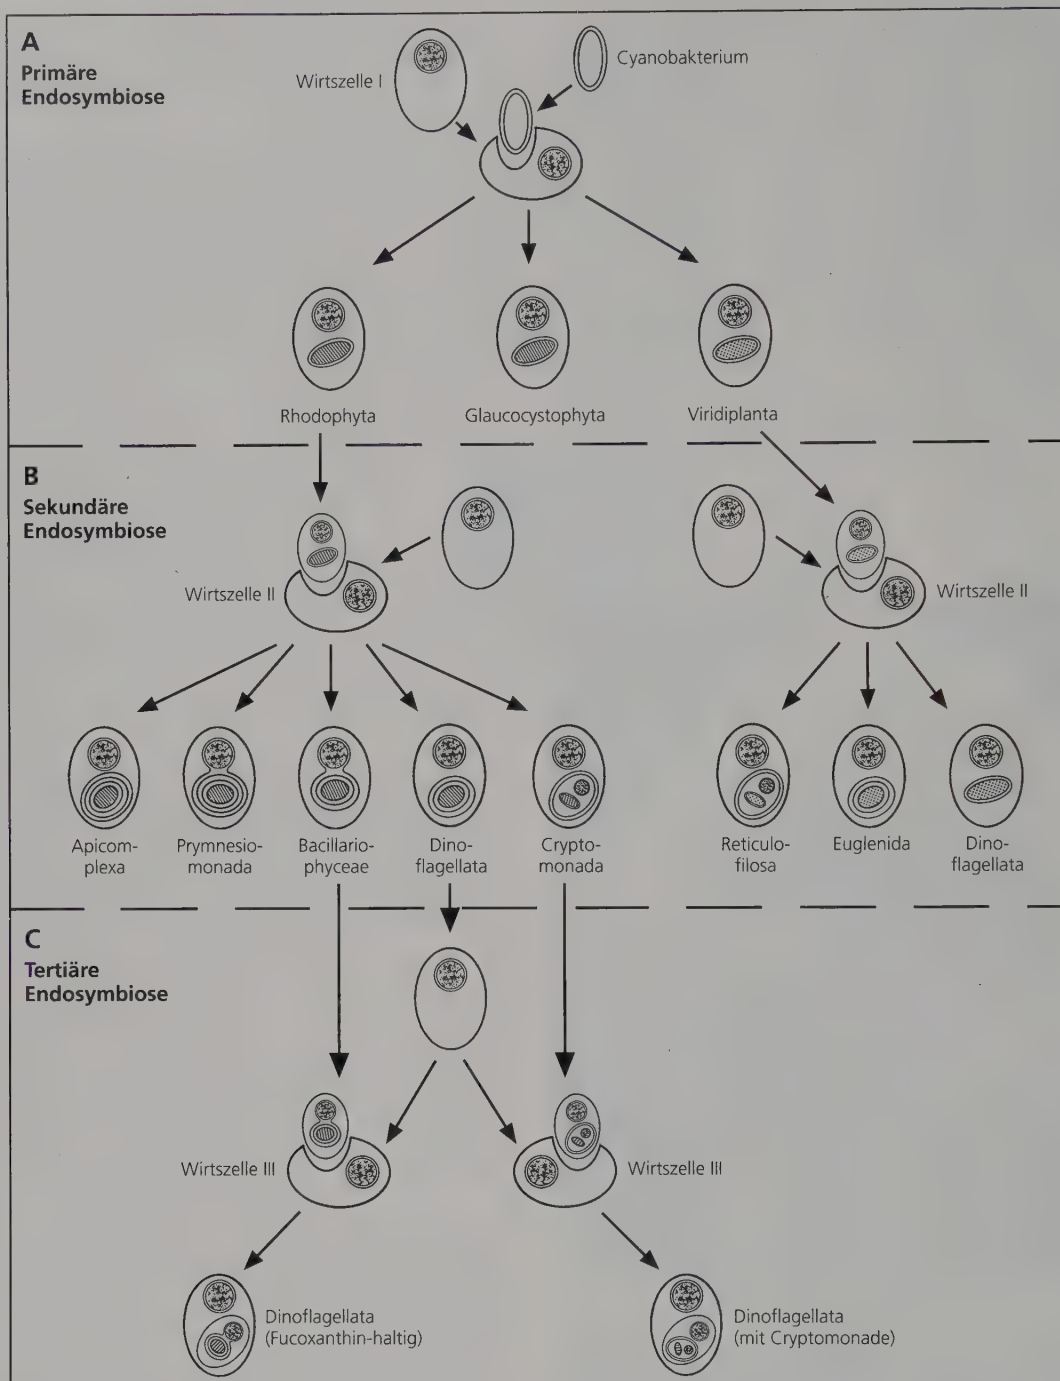 A
Primäre
Endosymbiose
Wirtszelle I
Cyanobakterium
Rhodophyta
Glaucocystophyta
Viridiplanta
B
Sekundäre
Endosymbiose
Wirtszelle II
Wirtszelle II
Apicom-
plexa
Prymnesio-
monada
Bacillario-
phyceae
Dino-
flagellata
Crypto-
monada
Reticulo-
filosa
Euglenida
Dino-
flagellata
C
Tertiäre
Endosymbiose
Wirtszelle III
Wirtszelle III
Dinoflagellata
(Fucoxanthin-haltig)
Dinoflagellata
(mit Cryptomonade)